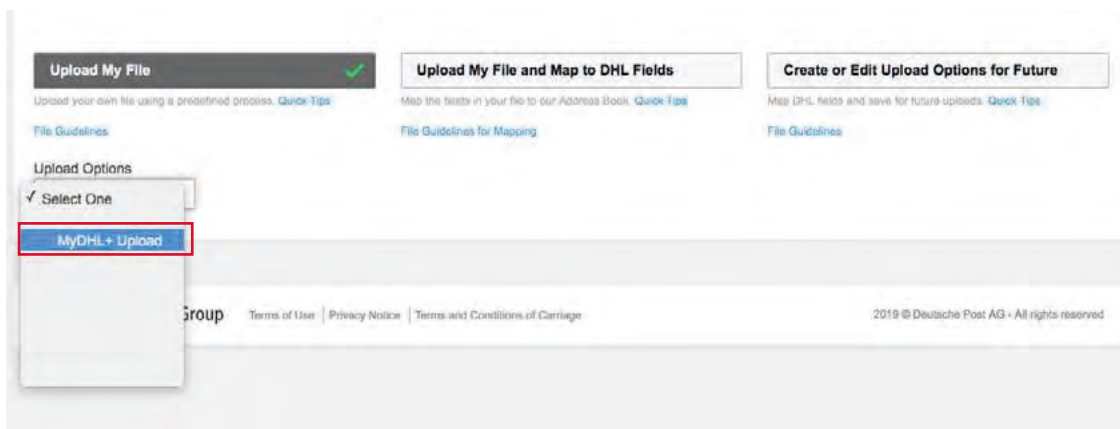 Upload My File
Upload My File and Map to DHL Fields
Create or Edit Upload Options for Future
Upload your own file using a predefined process. Quick Tips
Map the fields in your file to our Address Book. Quick Tips
Map DHL fields and save for future uploads. Quick Tips
File Guidelines
File Guidelines for Mapping
File Guidelines
Upload Options
✓ Select One
MyDHL+ Upload
Group
Terms of Use | Privacy Notice | Terms and Conditions of Carriage
2019 © Deutsche Post AG - All rights reserved